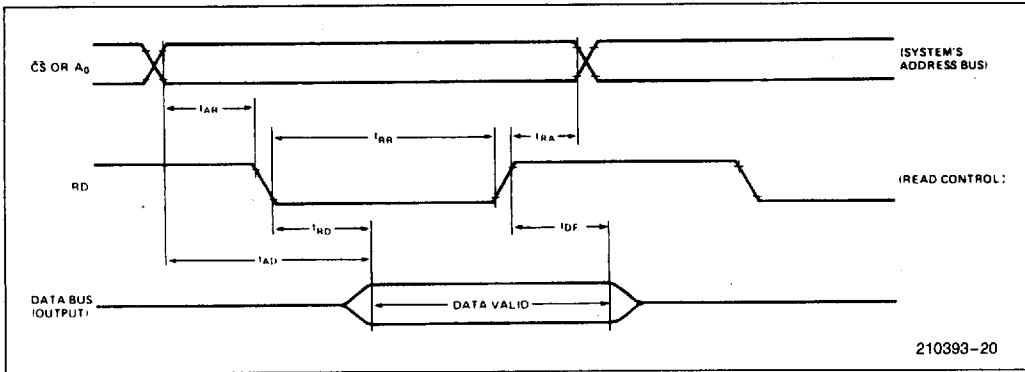 C̅S̅ OR A₀
(SYSTEM'S
ADDRESS BUS)
tAR
tRR
tRA
RD
(READ CONTROL)
tRD
tDF
tAD
DATA BUS
(OUTPUT)
DATA VALID
210393-20